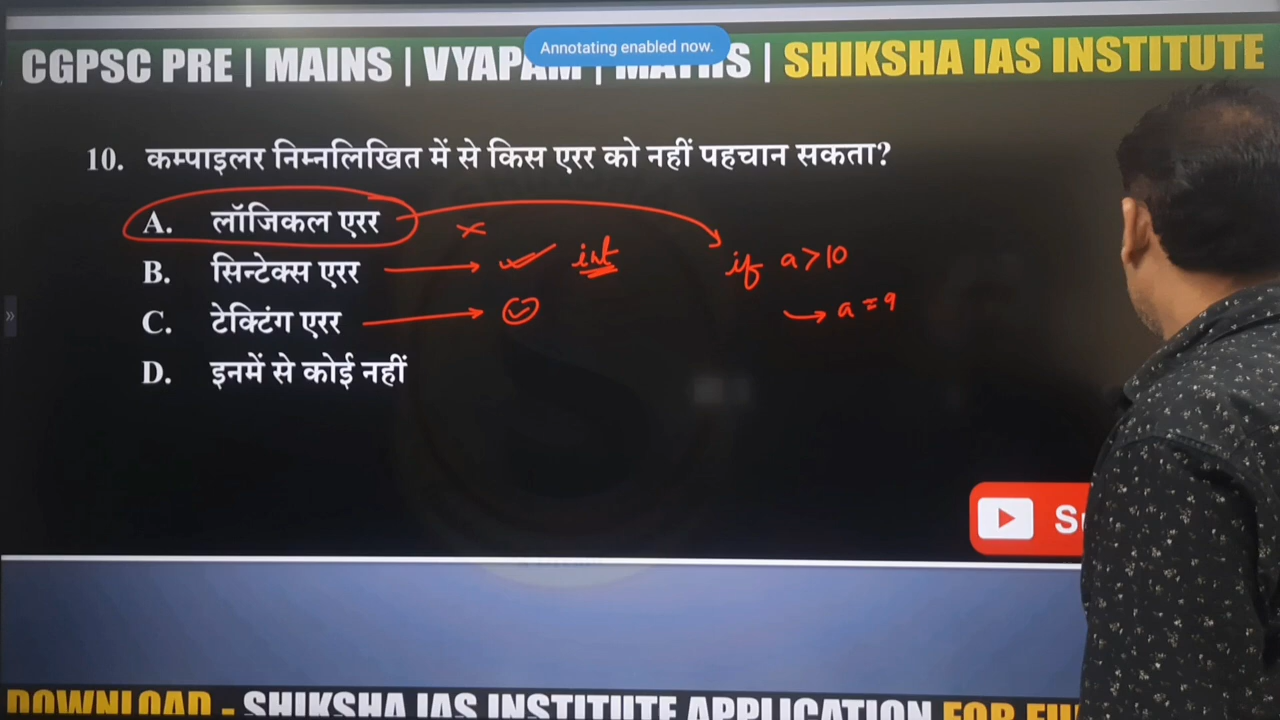 Annotating enabled now.
CGPSC PRE | MAINS | VYAPAM | MATHS | SHIKSHA IAS INSTITUTE
10. कम्पाइलर निम्नलिखित में से किस एरर को नहीं पहचान सकता?
A. लॉजिकल एरर
B. सिन्टेक्स एरर int
C. टेक्टिंग एरर
D. इनमें से कोई नहीं
if a>10
a=9
DOWNLOAD - SHIKSHA IAS INSTITUTE APPLICATION FOR